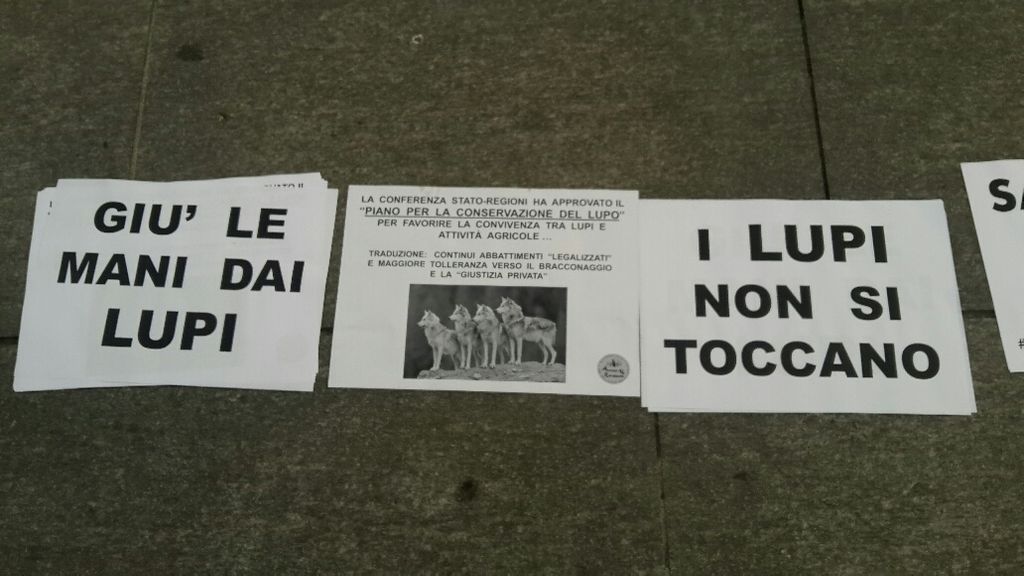 GIU' LE
MANI DAI
LUPI
LA CONFERENZA STATO-REGIONI HA APPROVATO IL
"PIANO PER LA CONSERVAZIONE DEL LUPO"
PER FAVORIRE LA CONVIVENZA TRA LUPI E
ATTIVITÀ AGRICOLE ...
TRADUZIONE: CONTINUI ABBATTIMENTI "LEGALIZZATI"
E MAGGIORE TOLLERANZA VERSO IL BRACCONAGGIO
E LA "GIUSTIZIA PRIVATA"
I LUPI
NON SI
TOCCANO